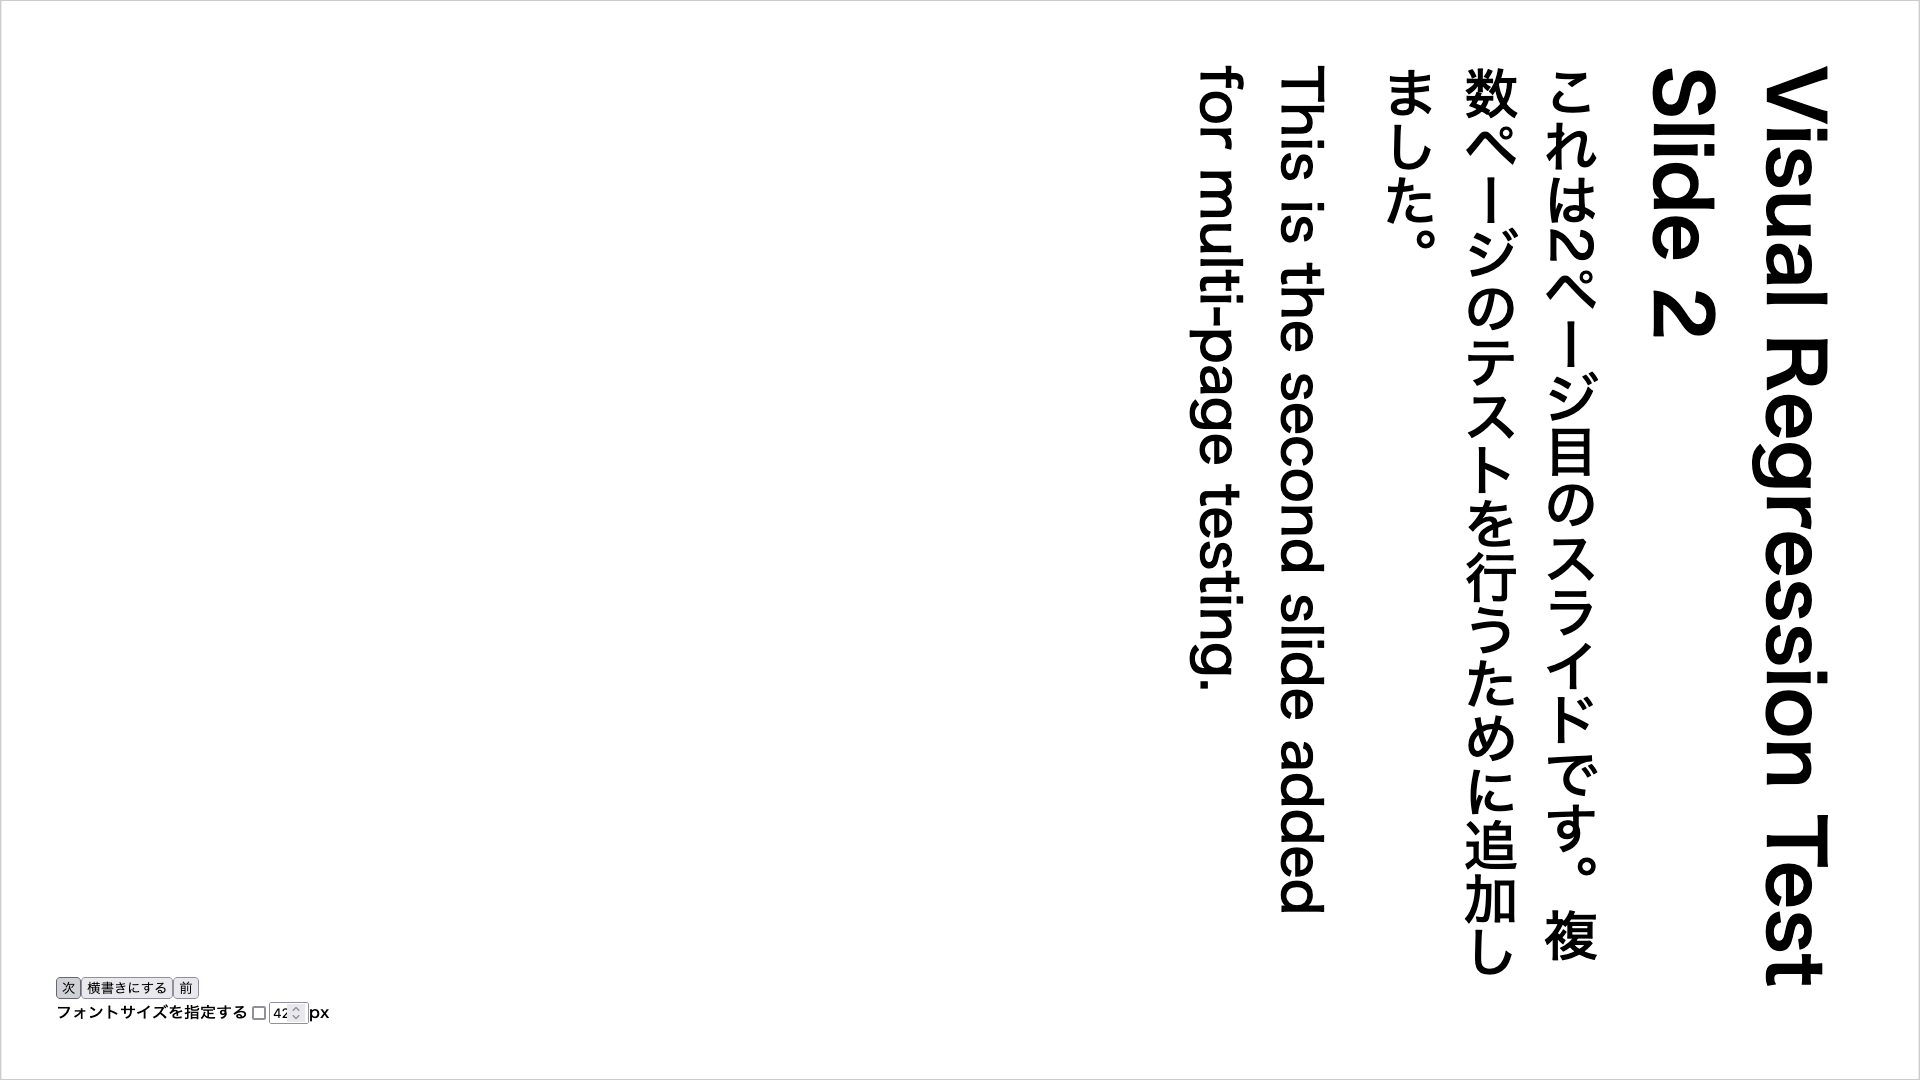 Visual Regression Test
Slide 2
これは2ページ目のスライドです。複
数ページのテストを行うために追加し
ました。
This is the second slide added
for multi-page testing.
次 横書きにする 前
フォントサイズを指定する 42 px